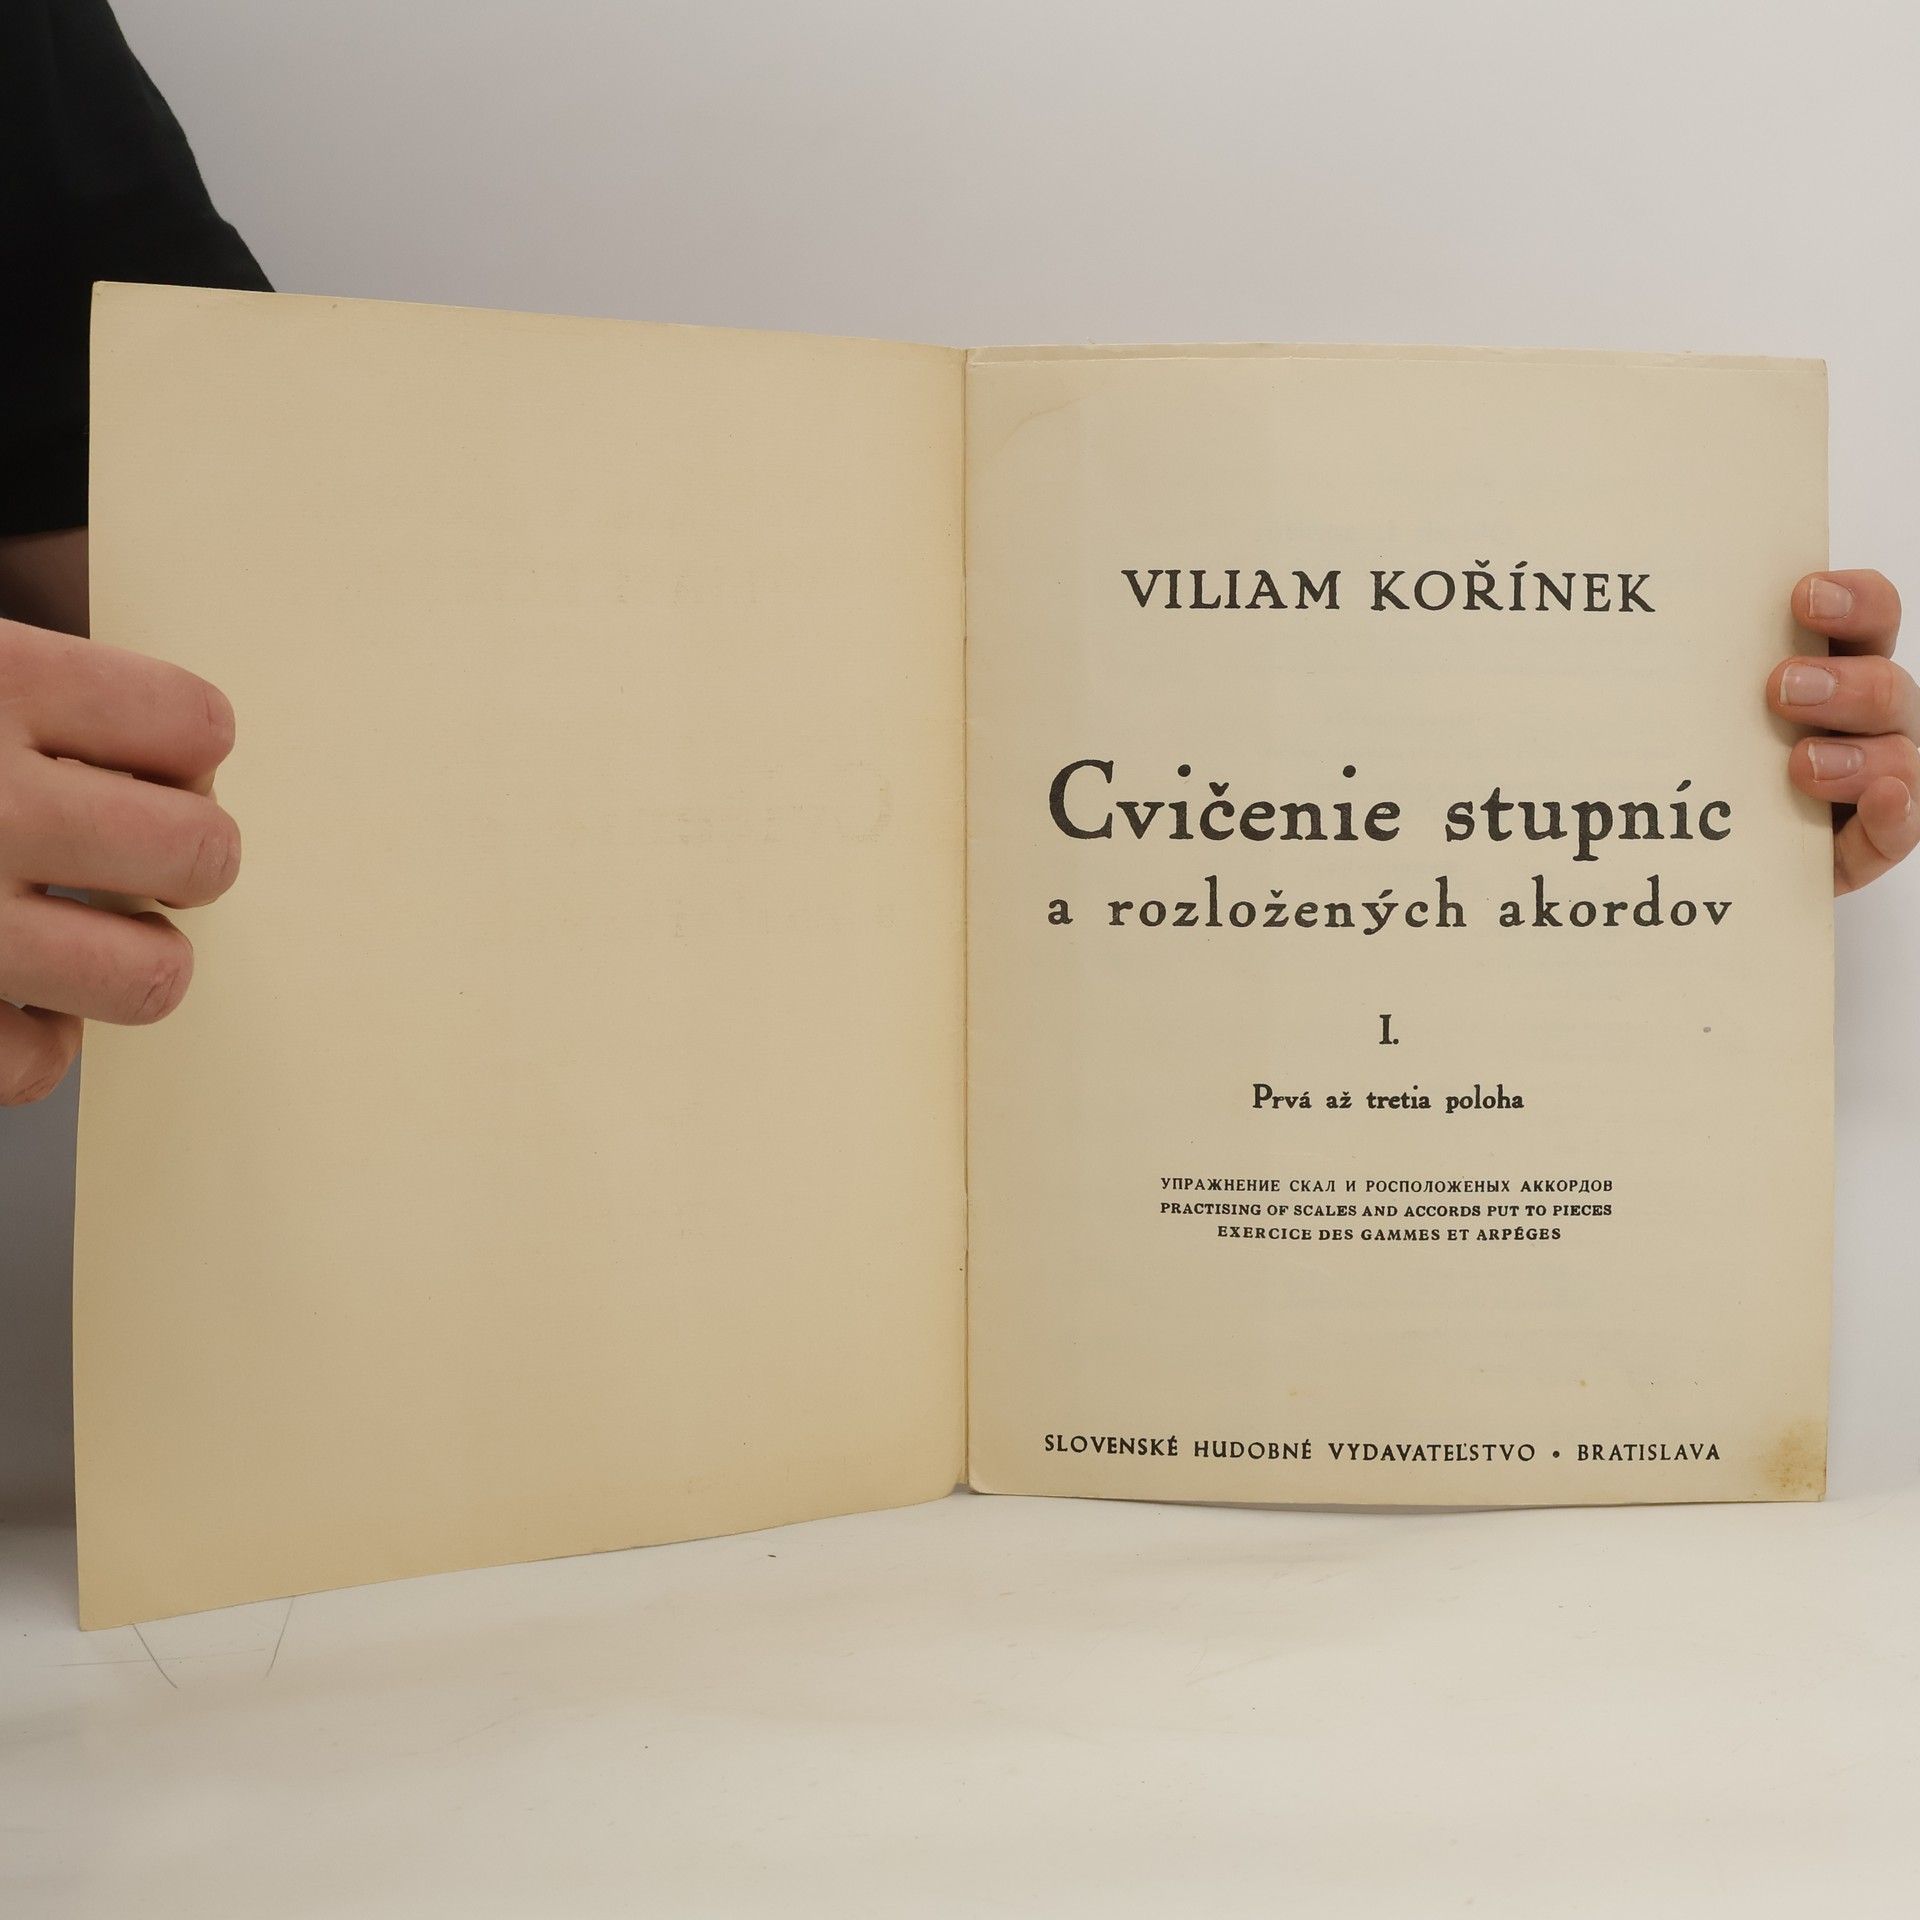 VILIAM KOŘÍNEK
Cvičenie stupníc
a rozložených akordov
I.
Prvá až tretia poloha
УПРАЖНЕНИЕ СКАЛ И РОСПОЛОЖЕНЫХ АККОРДОВ
PRACTISING OF SCALES AND ACCORDS PUT TO PIECES
EXERCICE DES GAMMES ET ARPÉGES
SLOVENSKÉ HUDOBNÉ VYDAVATEĽSTVO • BRATISLAVA